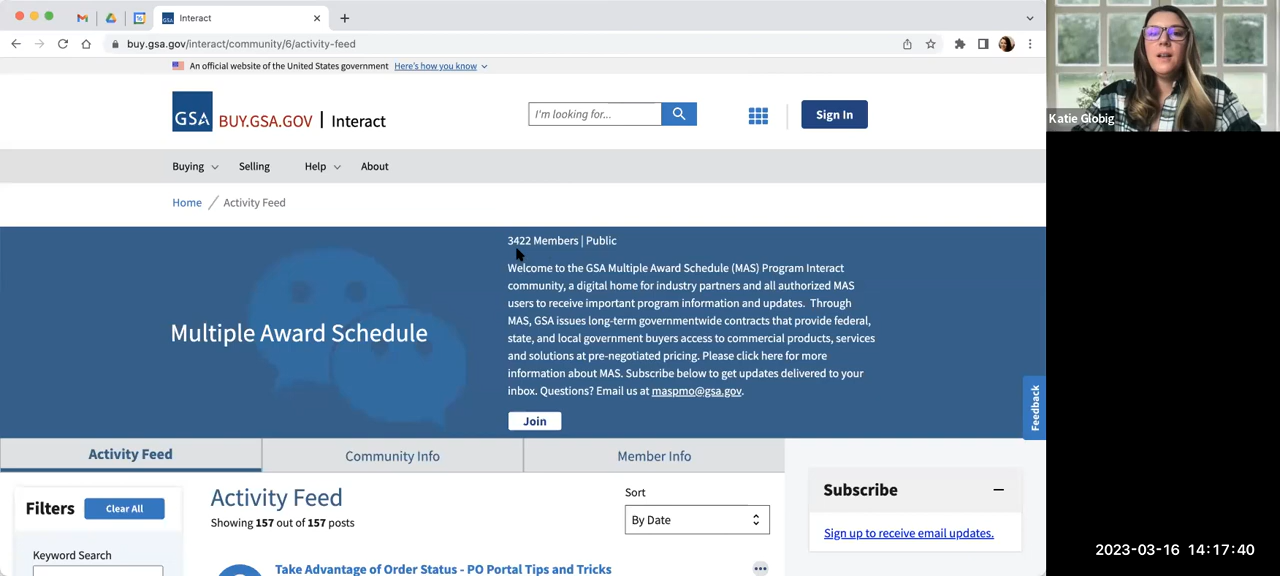 Interact
buy.gsa.gov/interact/community/6/activity-feed
An official website of the United States government Here's how you know
GSA BUY.GSA.GOV | Interact
I'm looking for...
Sign In
Buying Selling Help About
Home / Activity Feed
3422 Members | Public
Welcome to the GSA Multiple Award Schedule (MAS) Program Interact
community, a digital home for industry partners and all authorized MAS
users to receive important program information and updates. Through
MAS, GSA issues long-term governmentwide contracts that provide federal,
state, and local government buyers access to commercial products, services
and solutions at pre-negotiated pricing. Please click here for more
information about MAS. Subscribe below to get updates delivered to your
inbox. Questions? Email us at maspmo@gsa.gov.
Multiple Award Schedule
Join
Feedback
Activity Feed Community Info Member Info
Filters Clear All
Keyword Search
Activity Feed
Showing 157 out of 157 posts
Sort
By Date
Take Advantage of Order Status - PO Portal Tips and Tricks
Subscribe
Sign up to receive email updates.
Katie Globig
2023-03-16 14:17:40